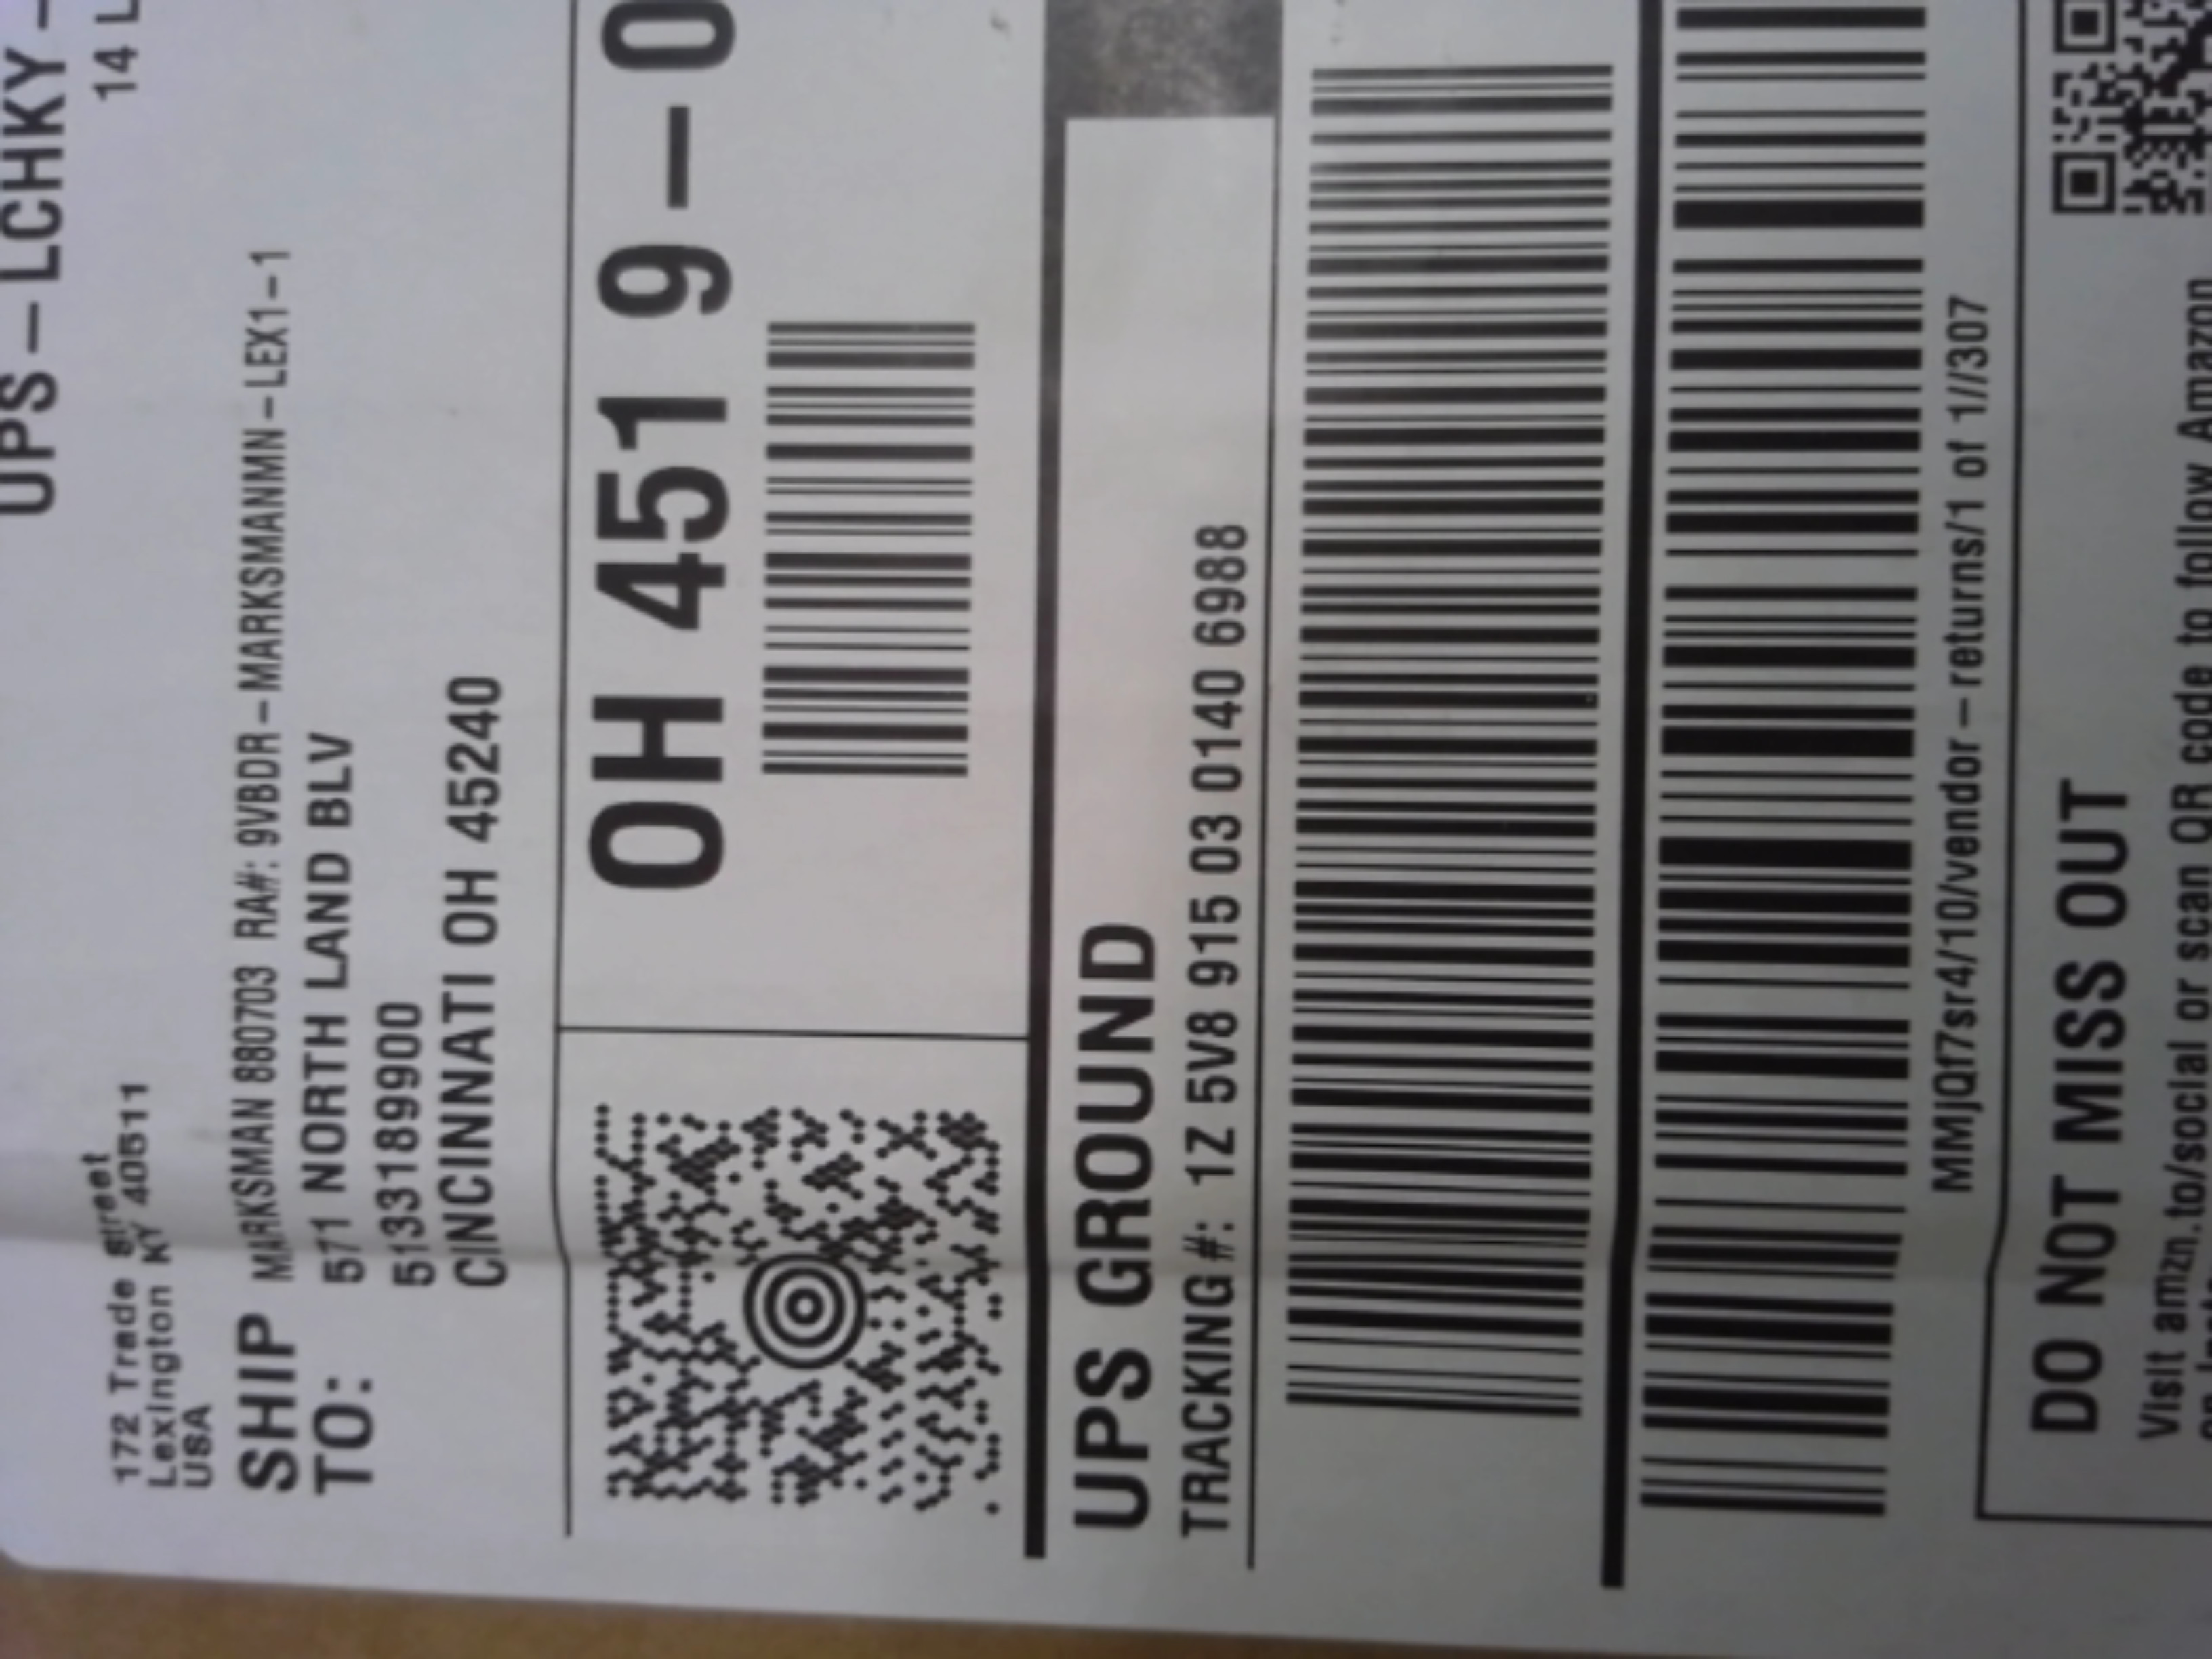 UPS-LCHKY-
14 L
172 Trade Street
Lexington KY 40511
USA
SHIP TO:
MARKSMAN 880703 RA#: 9VBDR-MARKSMANMN-LEX1-1
571 NORTH LAND BLV
5133189900
CINCINNATI OH 45240
OH 451 9-0
UPS GROUND
TRACKING #: 1Z 5V8 915 03 0140 6988
MMjQf7sr4/10/vendor-returns/1 of 1//307
DO NOT MISS OUT
Visit amzn.to/social or scan QR code to follow Amazon